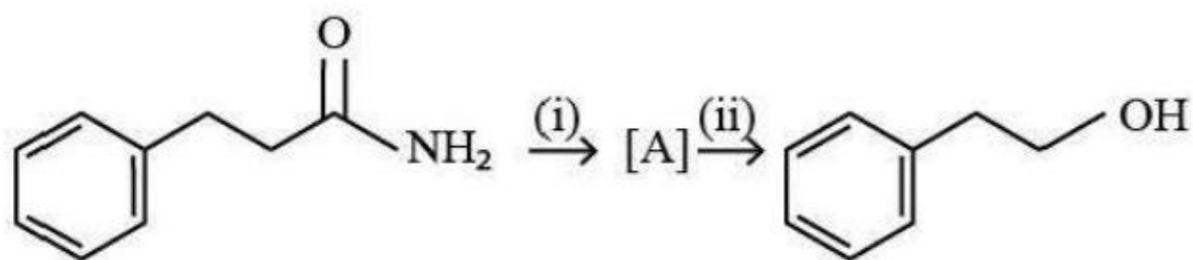 O
NH₂ (i) [A] (ii) OH